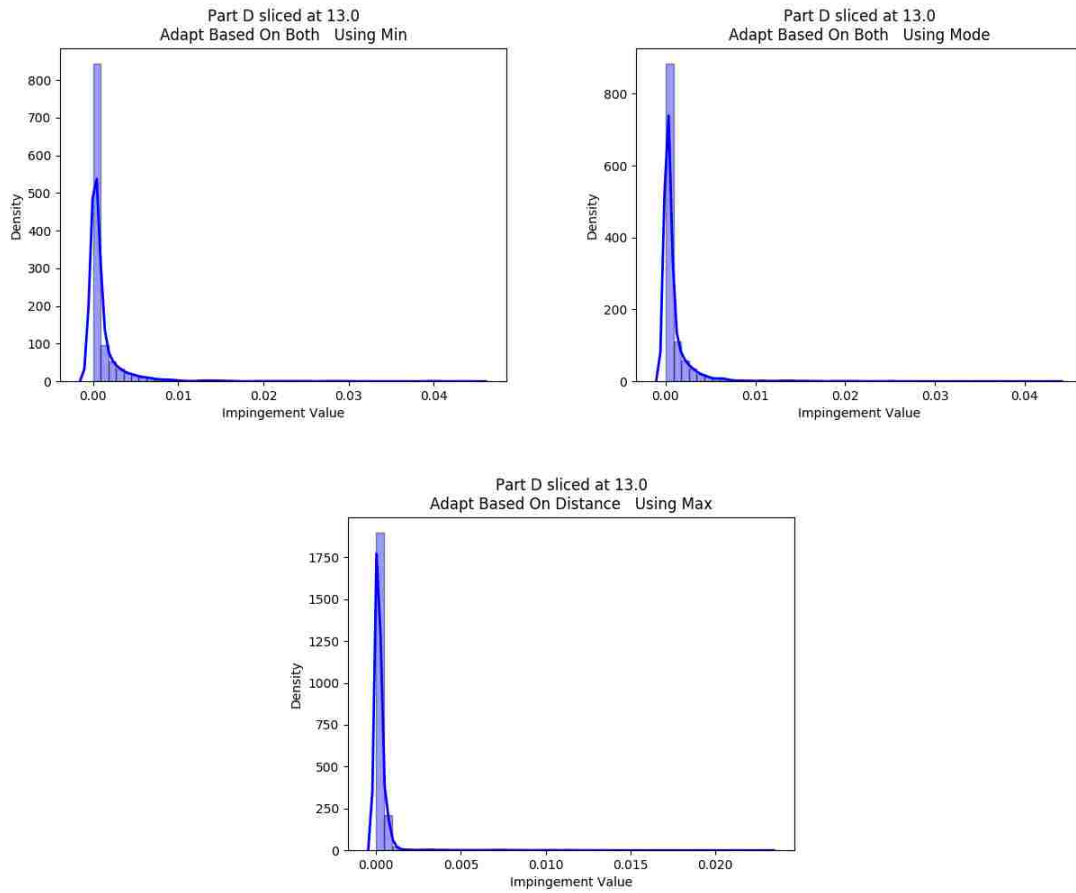 Part D sliced at 13.0
Adapt Based On Both   Using Min
800
700
600
500
400
300
200
100
0
Density
0.00 0.01 0.02 0.03 0.04
Impingement Value
Part D sliced at 13.0
Adapt Based On Both   Using Mode
800
600
400
200
0
Density
0.00 0.01 0.02 0.03 0.04
Impingement Value
Part D sliced at 13.0
Adapt Based On Distance   Using Max
1750
1500
1250
1000
750
500
250
0
Density
0.000 0.005 0.010 0.015 0.020
Impingement Value